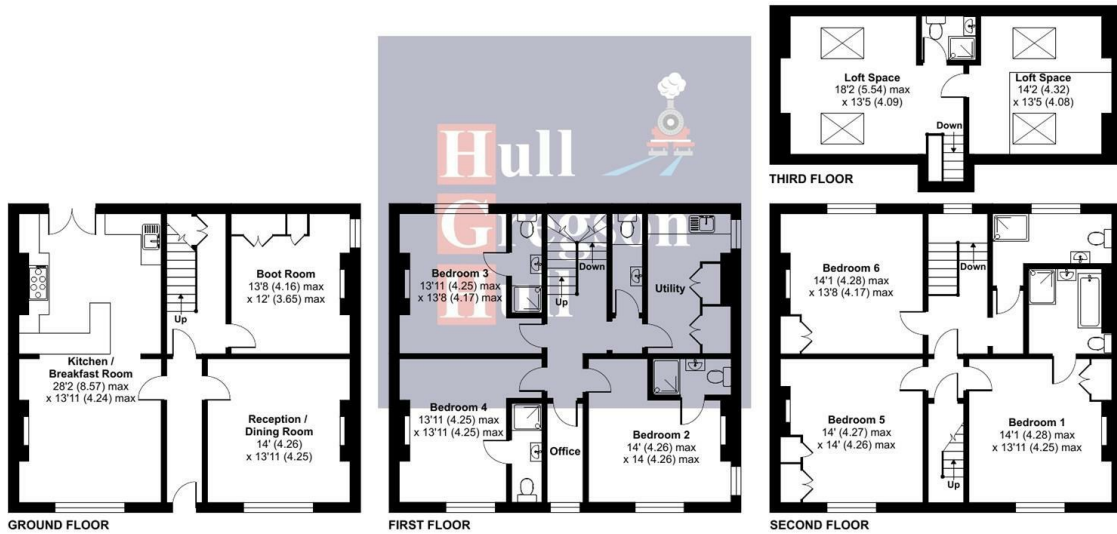 Loft Space
18'2 (5.54) max
x 13'5 (4.09)
Loft Space
14'2 (4.32)
x 13'5 (4.08)
Down
THIRD FLOOR
Hull
Gregson
Hull
Boot Room
13'8 (4.16) max
x 12' (3.65) max
Up
Kitchen /
Breakfast Room
28'2 (8.57) max
x 13'11 (4.24) max
Reception /
Dining Room
14' (4.26)
x 13'11 (4.25)
GROUND FLOOR
Bedroom 3
13'11 (4.25) max
x 13'8 (4.17) max
Down
Up
Utility
Bedroom 4
13'11 (4.25) max
x 13'11 (4.25) max
Office
Bedroom 2
14' (4.26) max
x 14 (4.26) max
FIRST FLOOR
Bedroom 6
14'1 (4.28) max
x 13'8 (4.17) max
Down
Bedroom 5
14' (4.27) max
x 14' (4.26) max
Up
Bedroom 1
14'1 (4.28) max
x 13'11 (4.25) max
SECOND FLOOR